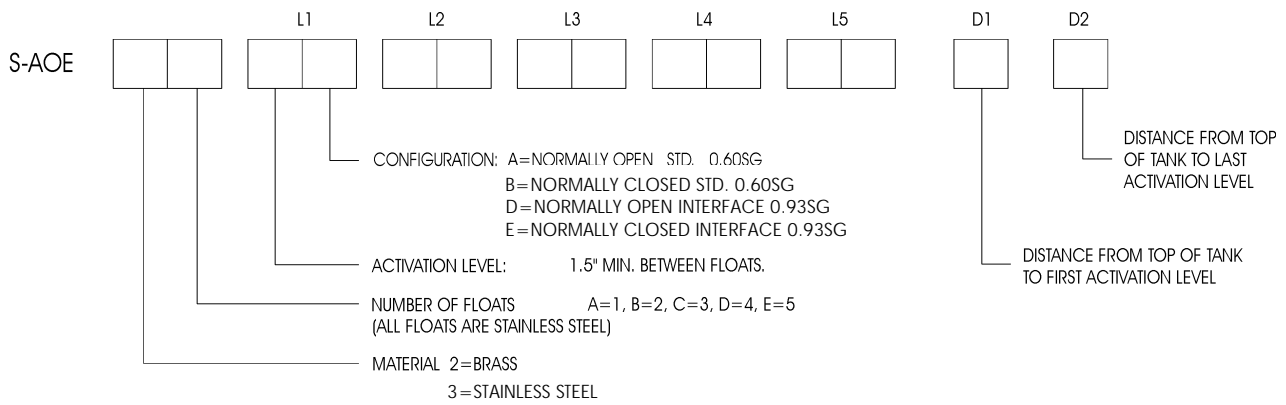 L1 L2 L3 L4 L5 D1 D2
S-AOE
CONFIGURATION: A=NORMALLY OPEN STD. 0.60SG
B=NORMALLY CLOSED STD. 0.60SG
D=NORMALLY OPEN INTERFACE 0.93SG
E=NORMALLY CLOSED INTERFACE 0.93SG
DISTANCE FROM TOP
OF TANK TO LAST
ACTIVATION LEVEL
ACTIVATION LEVEL: 1.5" MIN. BETWEEN FLOATS.
DISTANCE FROM TOP OF TANK
TO FIRST ACTIVATION LEVEL
NUMBER OF FLOATS A=1, B=2, C=3, D=4, E=5
(ALL FLOATS ARE STAINLESS STEEL)
MATERIAL 2=BRASS
3=STAINLESS STEEL